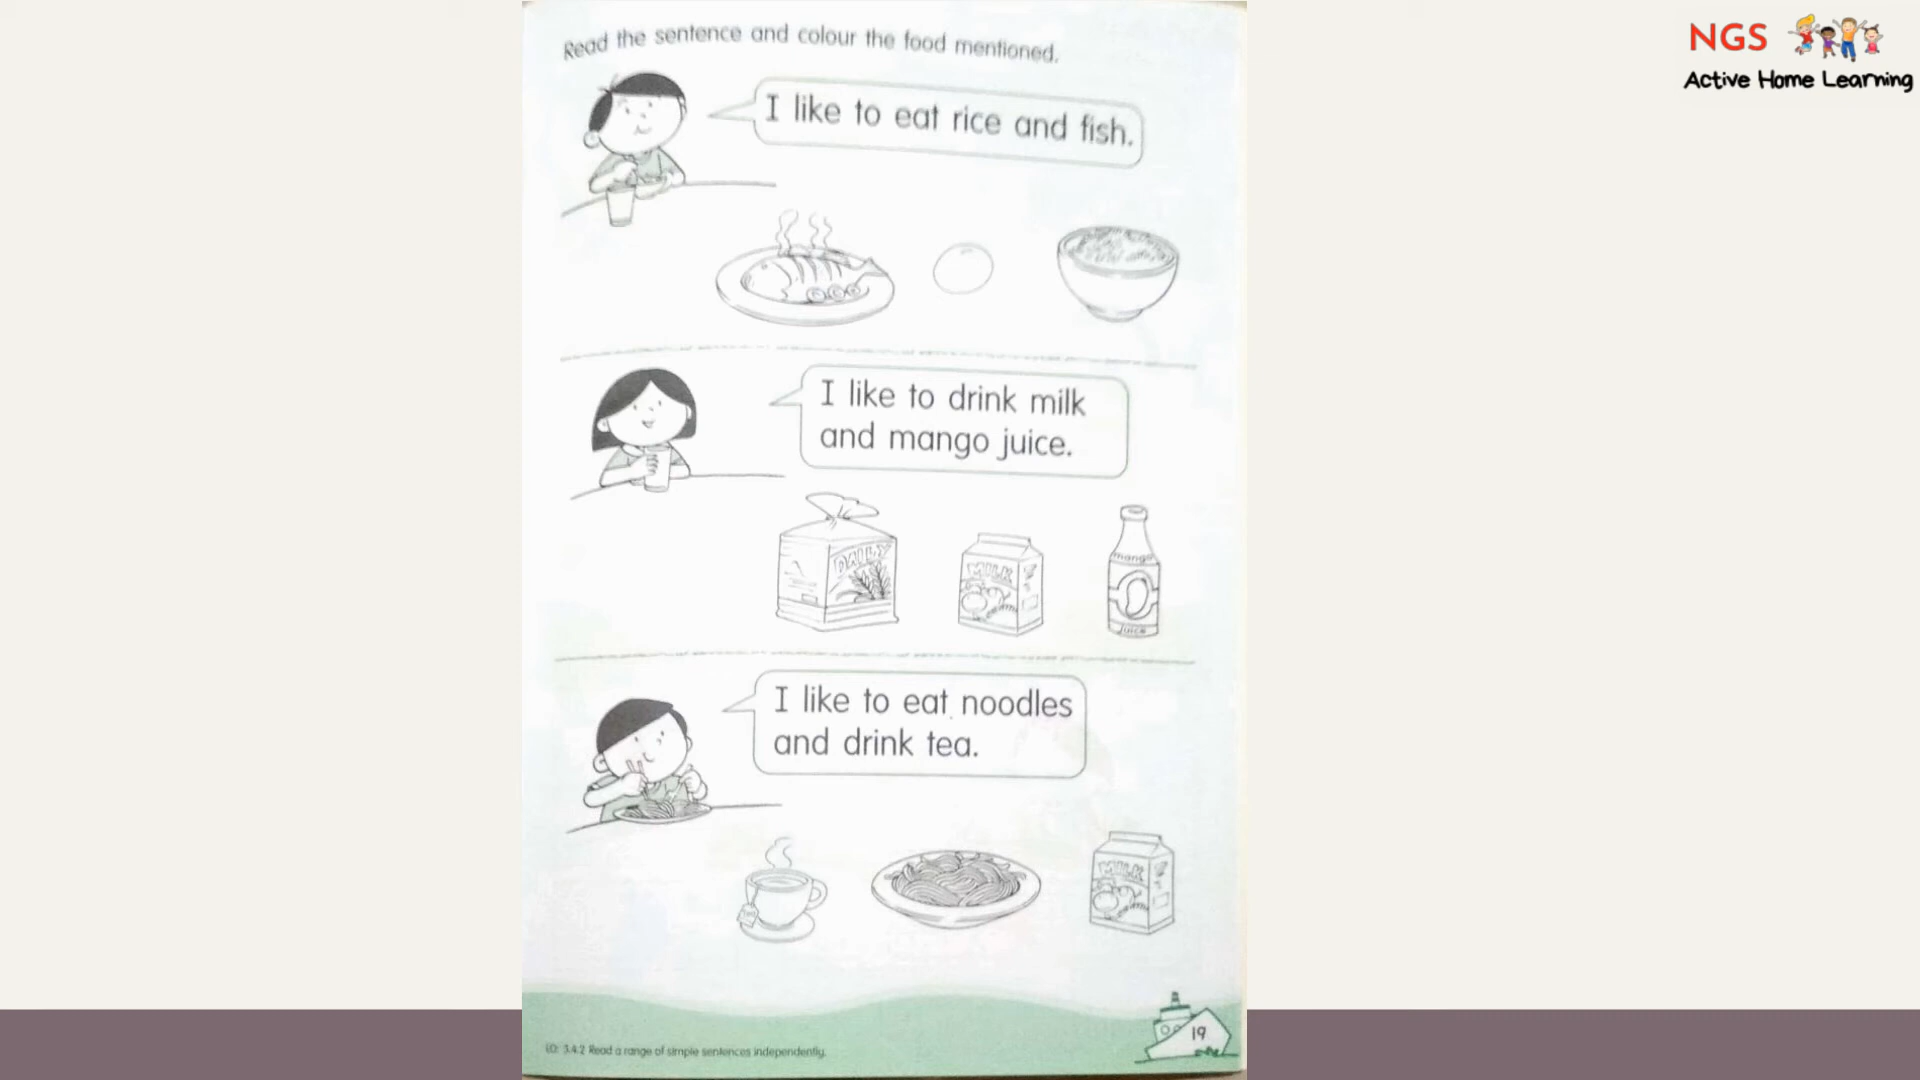 NGS
Active Home Learning
Read the sentence and colour the food mentioned.
I like to eat rice and fish.
I like to drink milk
and mango juice.
DAILY
MILK
mango
juice
I like to eat noodles
and drink tea.
MILK
19
LO: 3.4.2 Read a range of simple sentences independently.